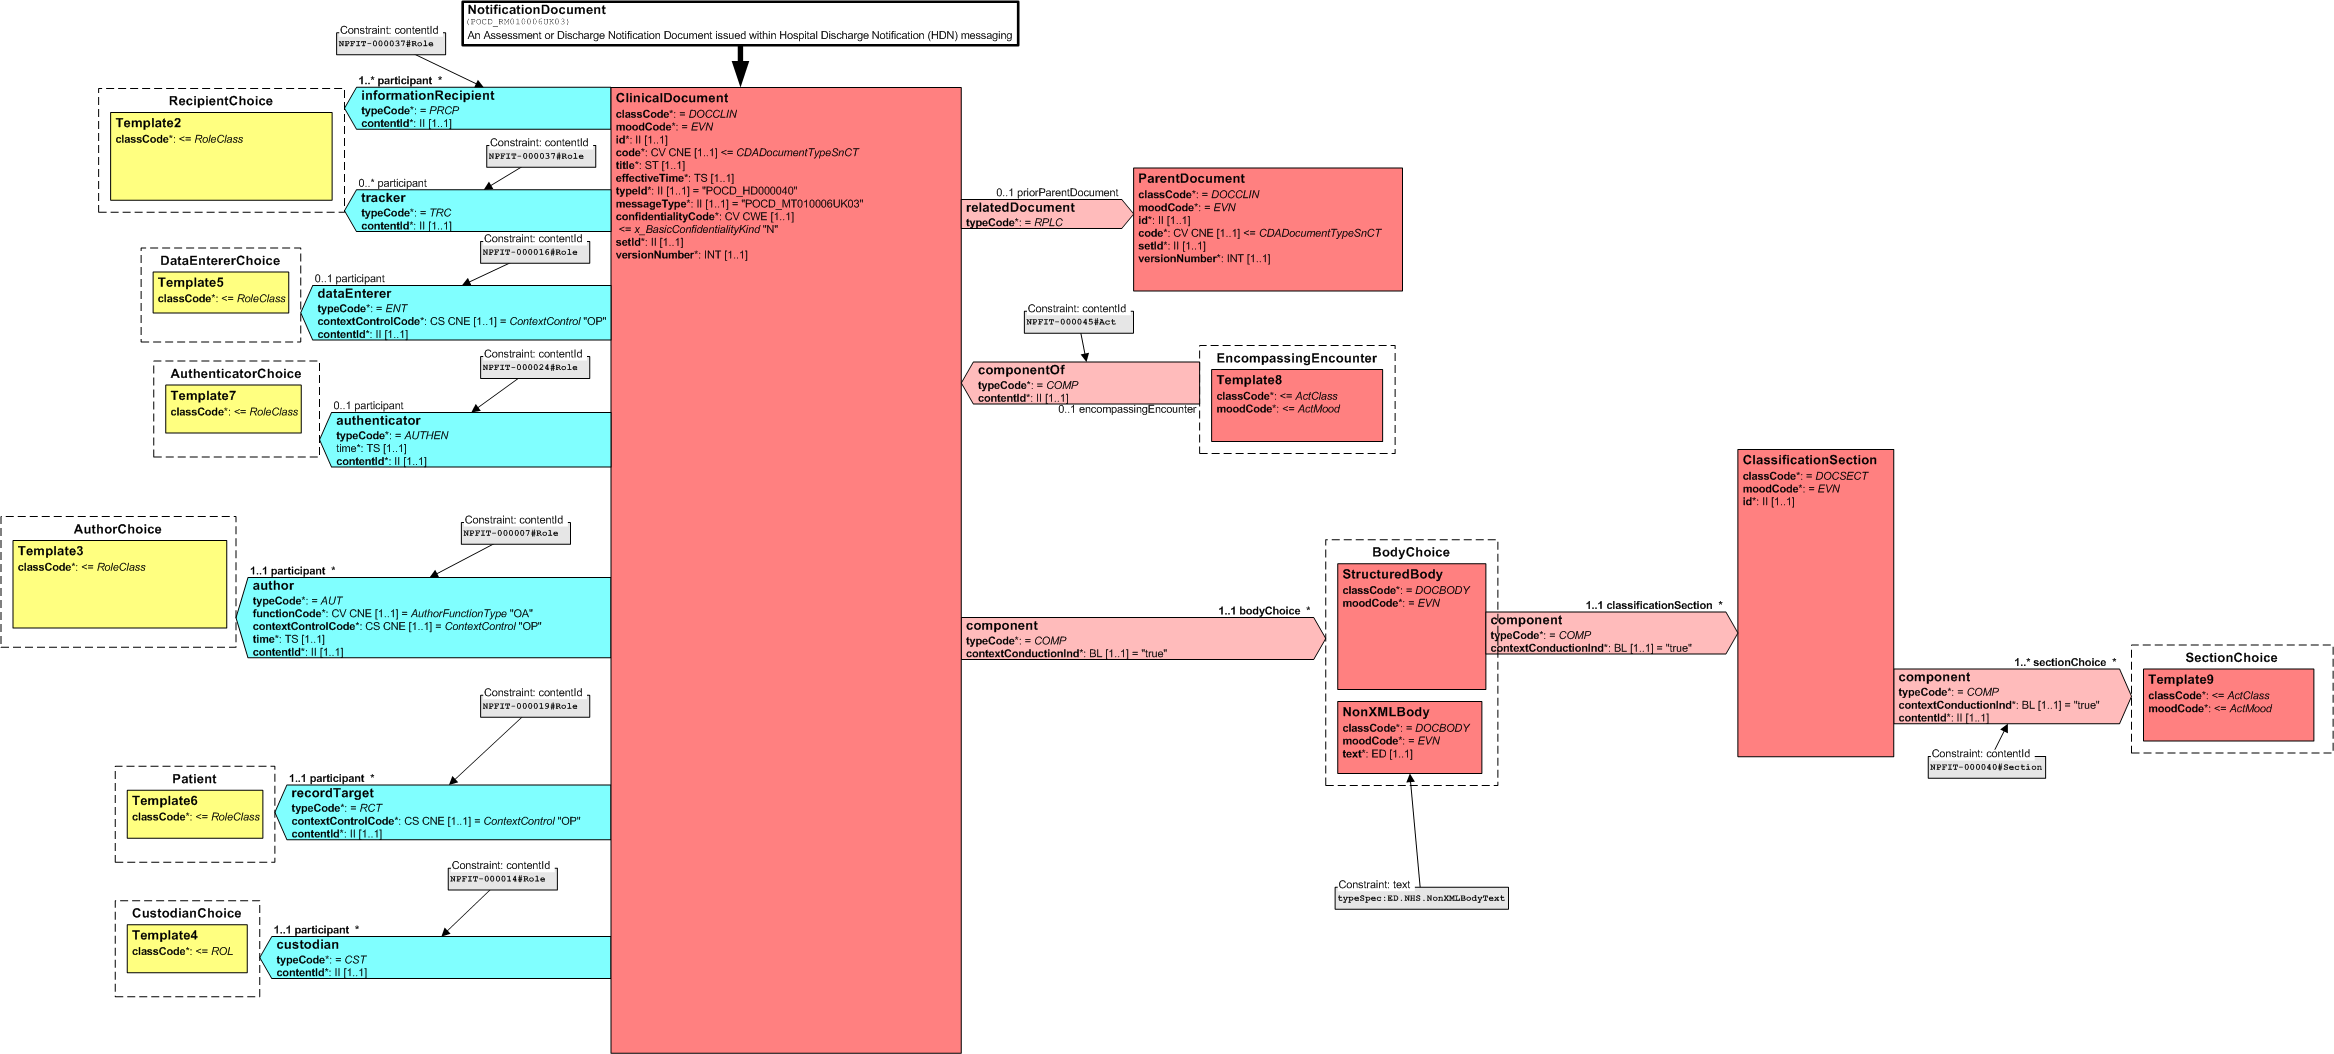 NotificationDocument
(POCD_RM010006UK03)
An Assessment or Discharge Notification Document issued within Hospital Discharge Notification (HDN) messaging
Constraint: contentId
NPFIT-000037#Role
1..* participant *
informationRecipient
typeCode*: = PRCP
contentId*: II [1..1]
RecipientChoice
Template2
classCode*: <= RoleClass
Constraint: contentId
NPFIT-000037#Role
0..* participant
tracker
typeCode*: = TRC
contentId*: II [1..1]
Constraint: contentId
NPFIT-000016#Role
DataEntererChoice
Template5
classCode*: <= RoleClass
0..1 participant
dataEnterer
typeCode*: = ENT
contextControlCode*: CS CNE [1..1] = ContextControl "OP"
contentId*: II [1..1]
Constraint: contentId
NPFIT-000024#Role
AuthenticatorChoice
Template7
classCode*: <= RoleClass
0..1 participant
authenticator
typeCode*: = AUTHEN
time*: TS [1..1]
contentId*: II [1..1]
Constraint: contentId
NPFIT-000007#Role
AuthorChoice
Template3
classCode*: <= RoleClass
1..1 participant *
author
typeCode*: = AUT
functionCode*: CV CNE [1..1] = AuthorFunctionType "OA"
contextControlCode*: CS CNE [1..1] = ContextControl "OP"
time*: TS [1..1]
contentId*: II [1..1]
Constraint: contentId
NPFIT-000019#Role
Patient
Template6
classCode*: <= RoleClass
1..1 participant *
recordTarget
typeCode*: = RCT
contextControlCode*: CS CNE [1..1] = ContextControl "OP"
contentId*: II [1..1]
Constraint: contentId
NPFIT-000014#Role
CustodianChoice
Template4
classCode*: <= ROL
1..1 participant *
custodian
typeCode*: = CST
contentId*: II [1..1]
ClinicalDocument
classCode*: = DOCCLIN
moodCode*: = EVN
id*: II [1..1]
code*: CV CNE [1..1] <= CDADocumentTypeSnCT
title*: ST [1..1]
effectiveTime*: TS [1..1]
typeId*: II [1..1] = "POCD_HD000040"
messageType*: II [1..1] = "POCD_MT010006UK03"
confidentialityCode*: CV CWE [1..1]
<= x_BasicConfidentialityKind "N"
setId*: II [1..1]
versionNumber*: INT [1..1]
0..1 priorParentDocument
relatedDocument
typeCode*: = RPLC
ParentDocument
classCode*: = DOCCLIN
moodCode*: = EVN
id*: II [1..1]
code*: CV CNE [1..1] <= CDADocumentTypeSnCT
setId*: II [1..1]
versionNumber*: INT [1..1]
Constraint: contentId
NPFIT-000045#Act
componentOf
typeCode*: = COMP
contentId*: II [1..1]
0..1 encompassingEncounter
EncompassingEncounter
Template8
classCode*: <= ActClass
moodCode*: <= ActMood
1..1 bodyChoice *
component
typeCode*: = COMP
contextConductionInd*: BL [1..1] = "true"
BodyChoice
StructuredBody
classCode*: = DOCBODY
moodCode*: = EVN
NonXMLBody
classCode*: = DOCBODY
moodCode*: = EVN
text*: ED [1..1]
Constraint: text
typeSpec:ED.NHS.NonXMLBodyText
1..1 classificationSection *
component
typeCode*: = COMP
contextConductionInd*: BL [1..1] = "true"
ClassificationSection
classCode*: = DOCSECT
moodCode*: = EVN
id*: II [1..1]
1..* sectionChoice *
component
typeCode*: = COMP
contextConductionInd*: BL [1..1] = "true"
contentId*: II [1..1]
Constraint: contentId
NPFIT-000040#Section
SectionChoice
Template9
classCode*: <= ActClass
moodCode*: <= ActMood